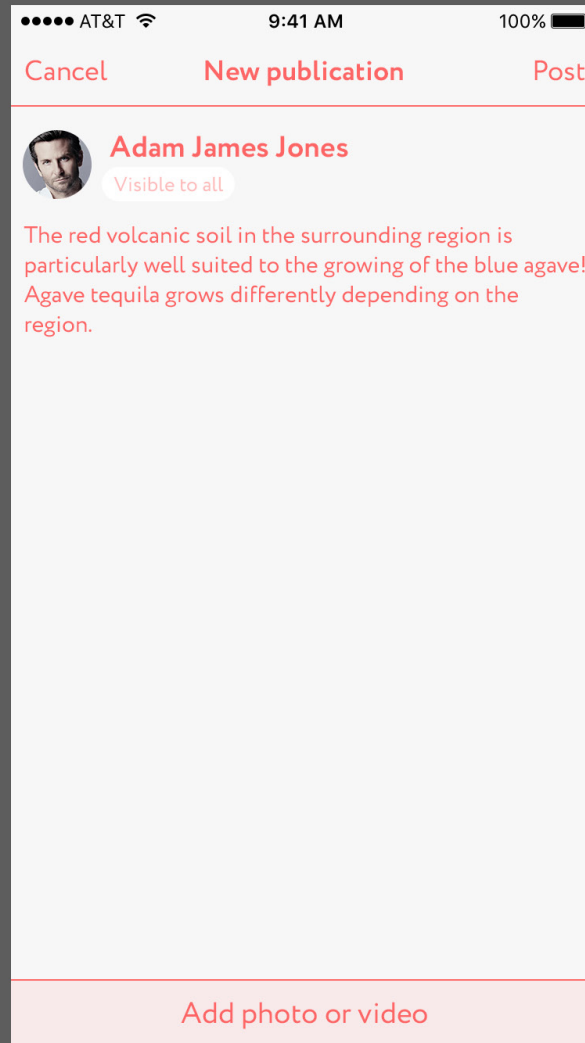 AT&T 9:41 AM 100%
Cancel New publication Post
Adam James Jones
Visible to all
The red volcanic soil in the surrounding region is
particularly well suited to the growing of the blue agave!
Agave tequila grows differently depending on the
region.
Add photo or video